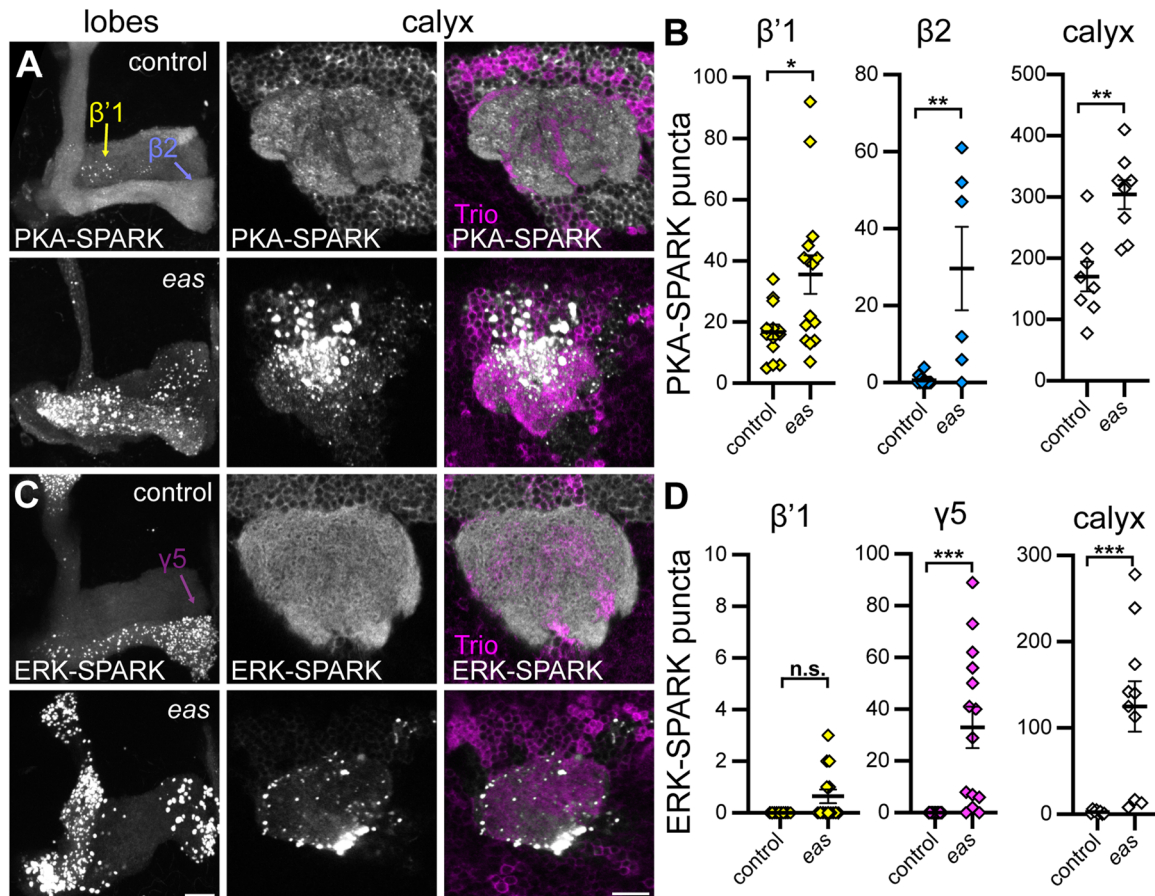 lobes
calyx
A
control
β'1
β2
PKA-SPARK
PKA-SPARK
Trio
PKA-SPARK
eas
C
control
γ5
ERK-SPARK
ERK-SPARK
Trio
ERK-SPARK
eas
B
β'1
β2
calyx
PKA-SPARK puncta
100
80
60
40
20
0
*
control
eas
80
60
40
20
0
**
control
eas
500
400
300
200
100
0
**
control
eas
D
β'1
γ5
calyx
ERK-SPARK puncta
10
8
6
4
2
0
n.s.
control
eas
100
80
60
40
20
0
***
control
eas
300
200
100
0
***
control
eas